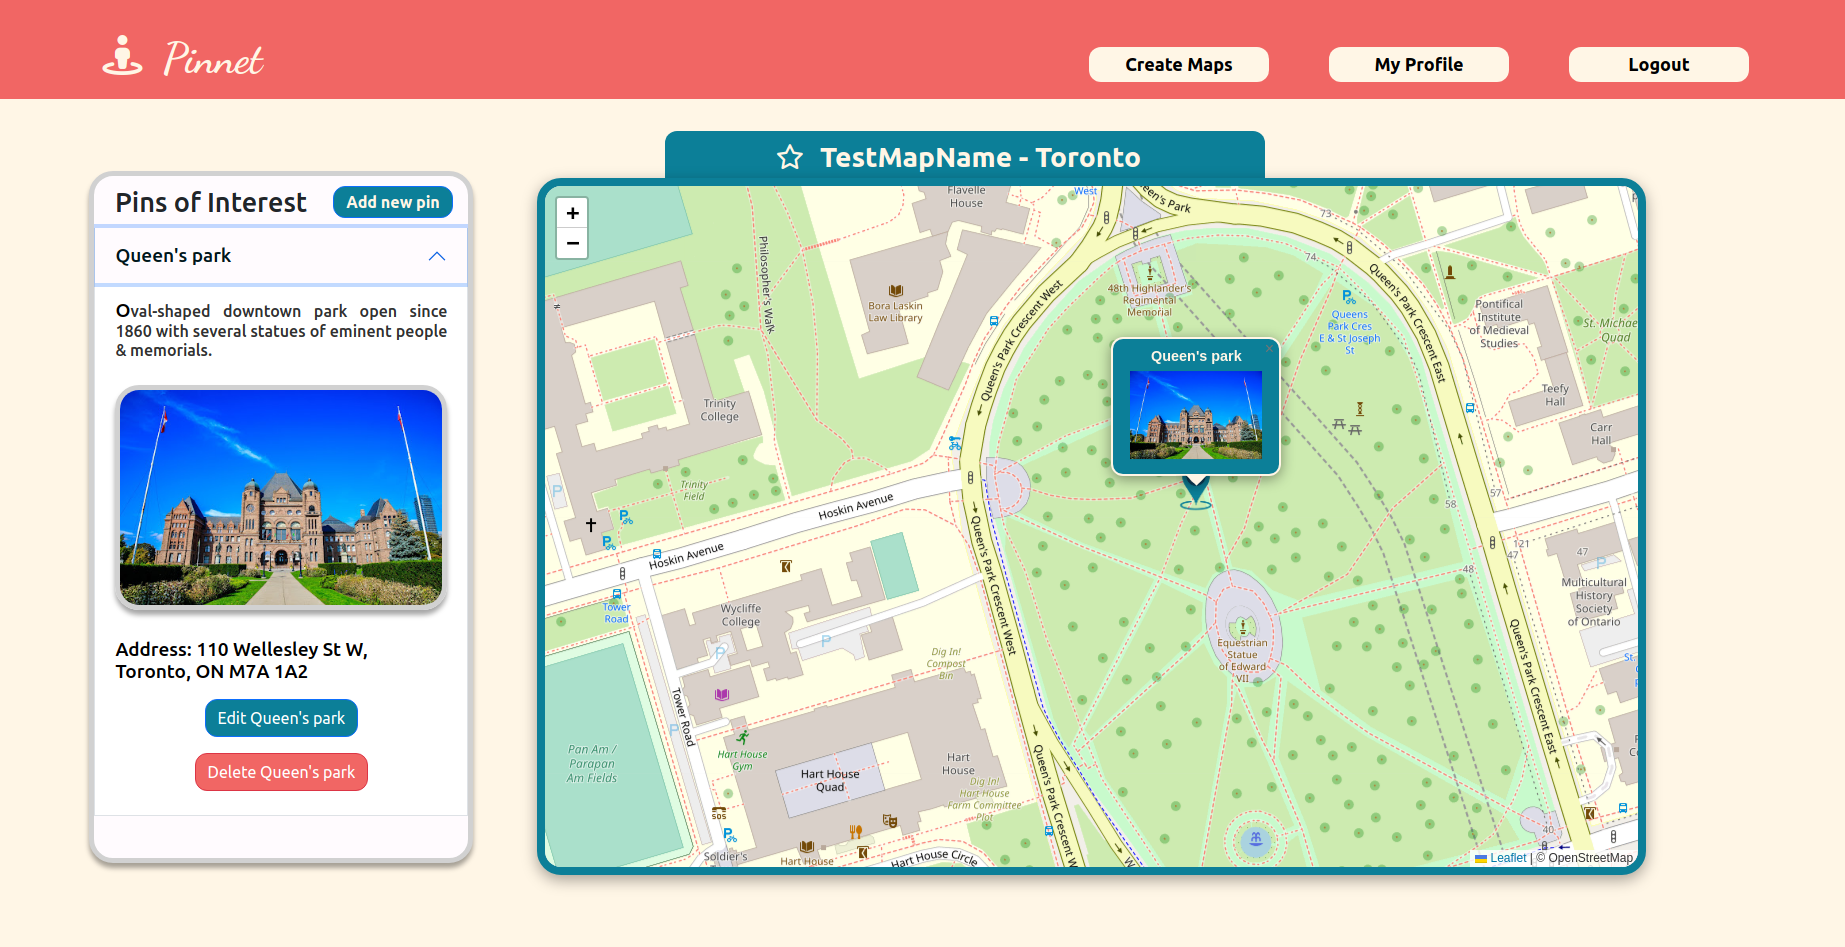 Pinnet
Create Maps
My Profile
Logout
TestMapName - Toronto
Pins of Interest
Add new pin
Queen's park
Oval-shaped downtown park open since
1860 with several statues of eminent people
& memorials.
Address: 110 Wellesley St W,
Toronto, ON M7A 1A2
Edit Queen's park
Delete Queen's park
+
−
Flavelle
House
West
Queen's Park
73
74
Philosopher's Walk
Bora Laskin
Law Library
Queen's Park Crescent West
48th Highlander's
Regimental
Memorial
Queens
Park Cres
E & St Joseph
St
Queen's Park Crescent East
Pontifical
Institute
of Medieval
Studies
St. Michae
Quad
Queen's park
×
Trinity
College
Teefy
Hall
Carr
Hall
Trinity
Field
P
P
P
Hoskin Avenue
Hoskin Avenue
57
58
121
47
47
48
P
Tower
Road
Wycliffe
College
P
P
Queen's Park Crescent West
Multicultural
History
Society
of Ontario
Equestrian
Statue
of Edward
VII
Dig In!
Compost
Bin
St.
Queen's Park Crescent East
Tower Road
P
Pan Am /
Parapan
Am Fields
Hart House
Gym
Hart House
Quad
Hart
House
Dig In!
Hart House
Farm Committee
Plot
Queen's Park Crescent W
SOS
P
Soldier's
Hart House
Hart House Circle
W
40
Leaflet | © OpenStreetMap